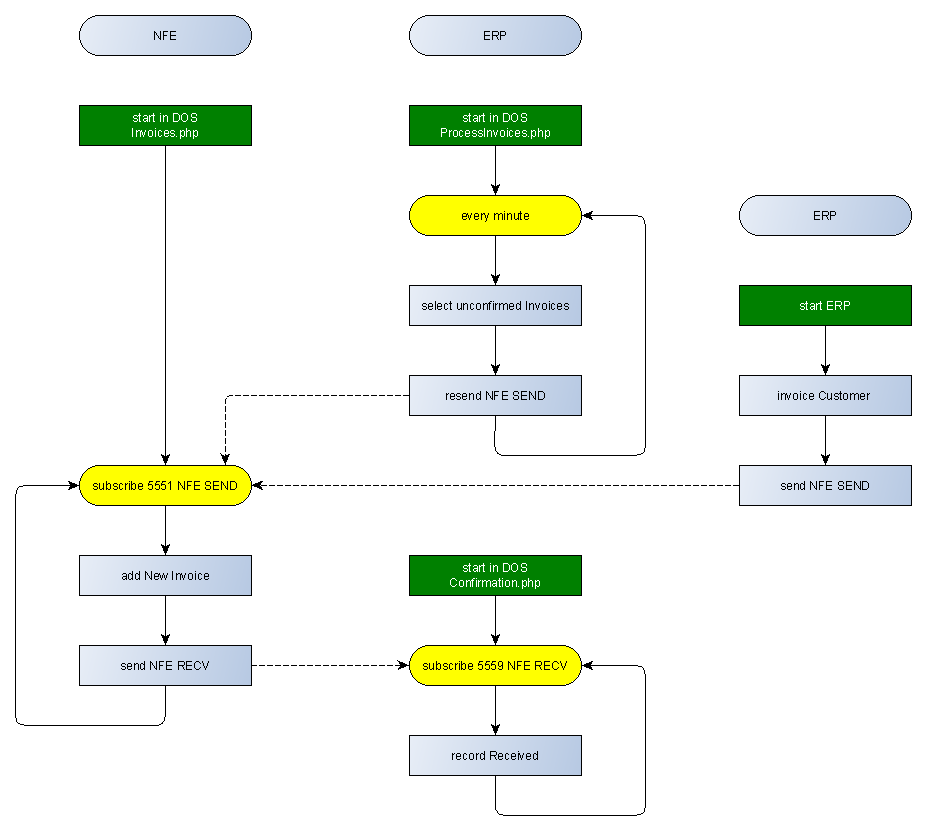 NFE
ERP
start in DOS
Invoices.php
start in DOS
ProcessInvoices.php
every minute
ERP
select unconfirmed Invoices
start ERP
resend NFE SEND
invoice Customer
subscribe 5551 NFE SEND
send NFE SEND
add New Invoice
start in DOS
Confirmation.php
send NFE RECV
subscribe 5559 NFE RECV
record Received